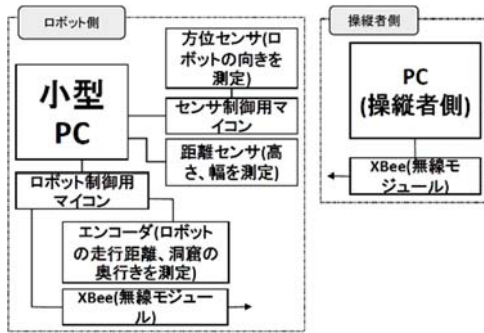 ロボット側
方位センサ(ロ
ボットの向きを
測定)
小型
PC
センサ制御用マ
イコン
距離センサ(高
さ、幅を測定)
ロボット制御用
マイコン
エンコーダ(ロボット
の走行距離、洞窟の
奥行きを測定)
XBee(無線モジュー
ル)
操縦者側
PC
(操縦者側)
XBee(無線モ
ジュール)